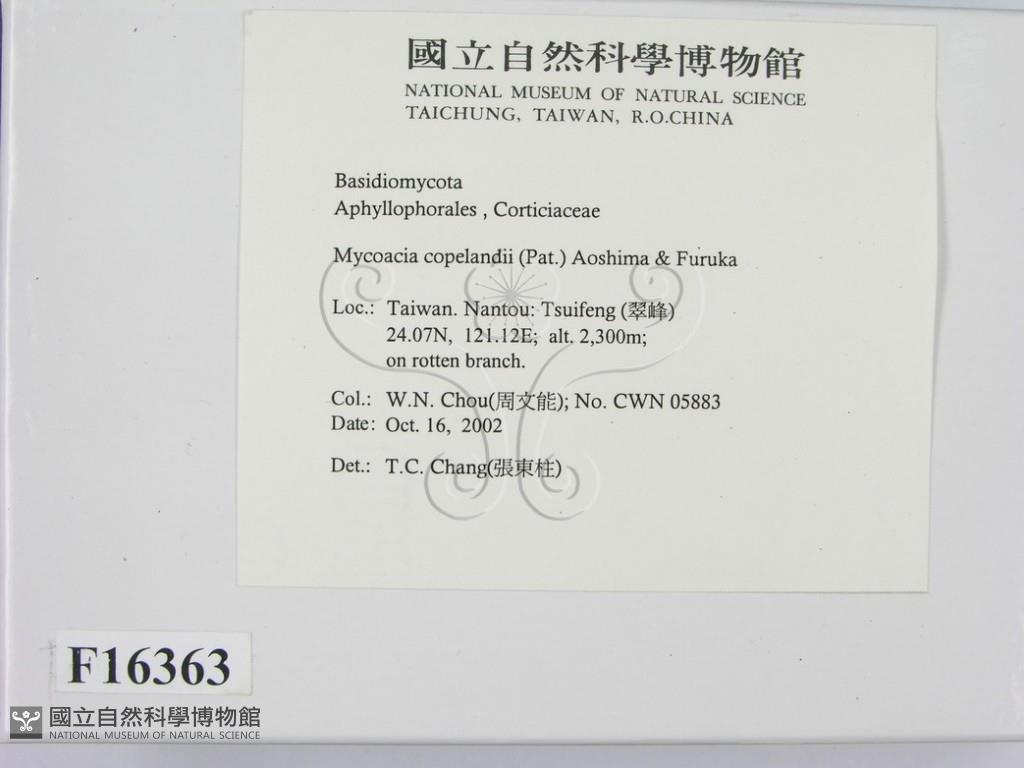 國立自然科學博物館
NATIONAL MUSEUM OF NATURAL SCIENCE
TAICHUNG, TAIWAN, R.O.CHINA
Basidiomycota
Aphyllophorales , Corticiaceae
Mycoacia copelandii (Pat.) Aoshima & Furuka
Loc.: Taiwan. Nantou: Tsuifeng (翠峰)
24.07N, 121.12E; alt. 2,300m;
on rotten branch.
Col.: W.N. Chou(周文能); No. CWN 05883
Date: Oct. 16, 2002
Det.: T.C. Chang(張東柱)
F16363
國立自然科學博物館
NATIONAL MUSEUM OF NATURAL SCIENCE